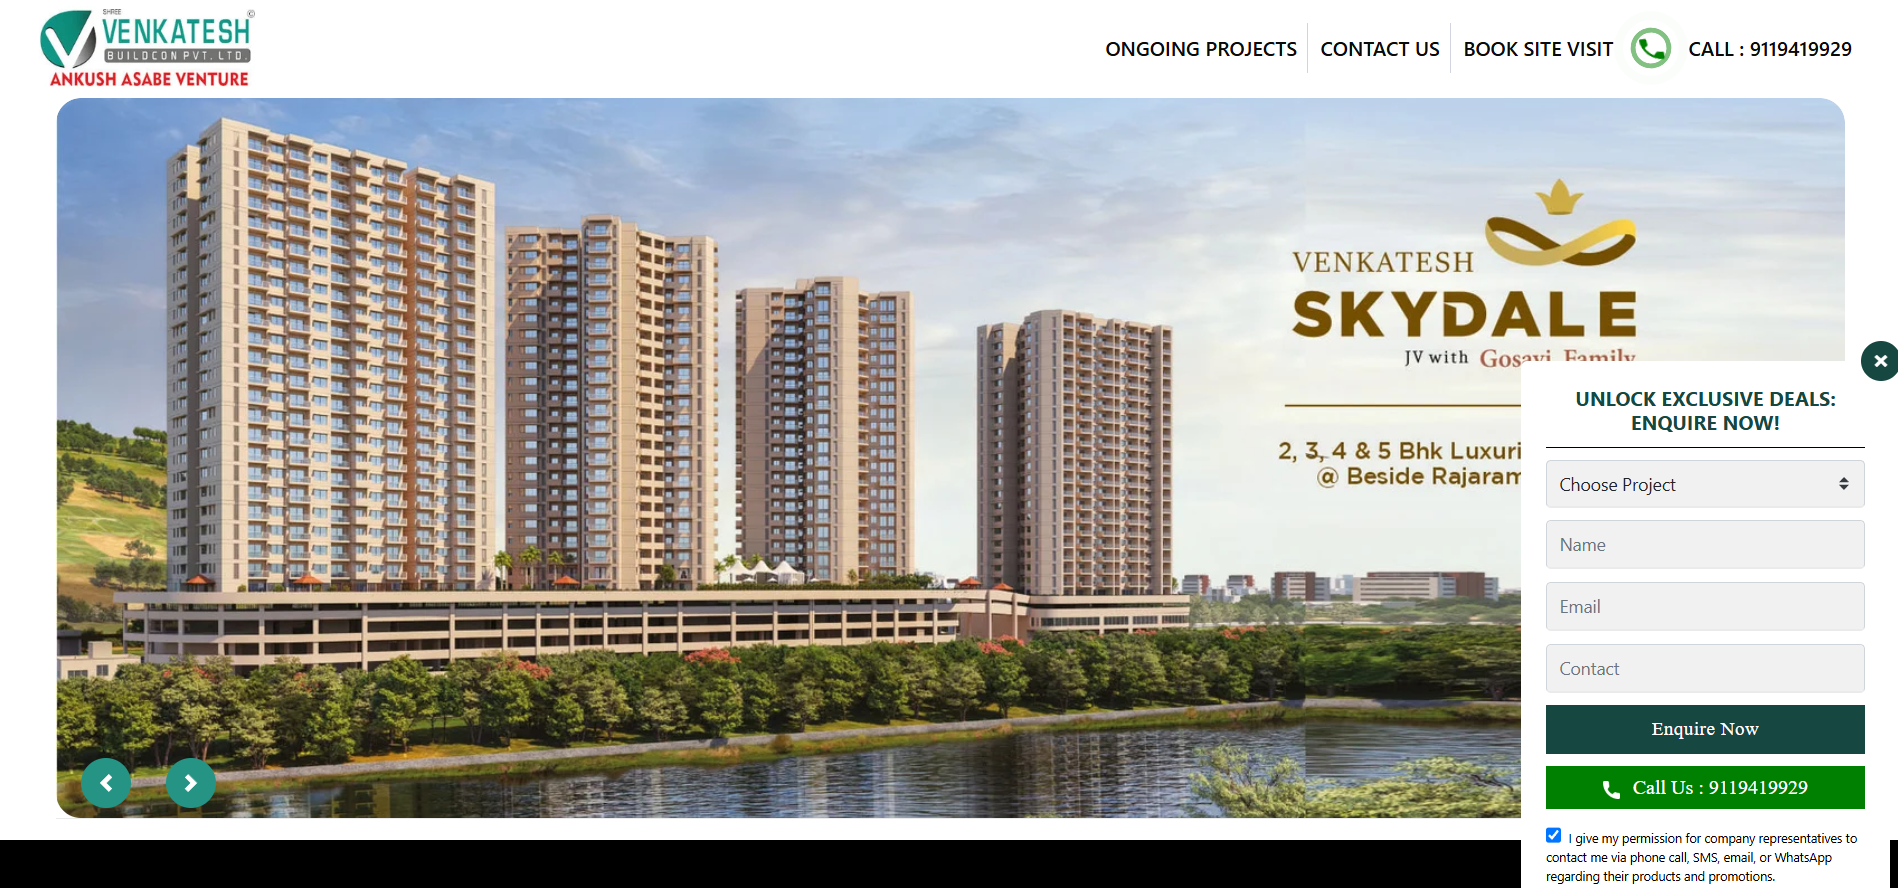 SHREE
VENKATESH ©
BUILDCON PVT. LTD.
ANKUSH ASABE VENTURE
ONGOING PROJECTS
CONTACT US
BOOK SITE VISIT
CALL : 9119419929
VENKATESH
SKYDALE
JV with Gosavi Family
2, 3, 4 & 5 Bhk Luxuri
@ Beside Rajaram
UNLOCK EXCLUSIVE DEALS:
ENQUIRE NOW!
Choose Project
Name
Email
Contact
Enquire Now
Call Us : 9119419929
I give my permission for company representatives to
contact me via phone call, SMS, email, or WhatsApp
regarding their products and promotions.